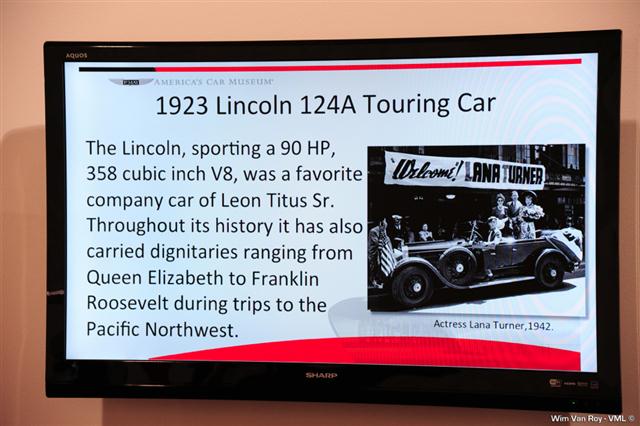 AQUOS
AMERICA'S CAR MUSEUM
1923 Lincoln 124A Touring Car
The Lincoln, sporting a 90 HP,
358 cubic inch V8, was a favorite
company car of Leon Titus Sr.
Throughout its history it has also
carried dignitaries ranging from
Queen Elizabeth to Franklin
Roosevelt during trips to the
Pacific Northwest.
"Welcome! LANA TURNER
Actress Lana Turner,1942.
SHARP
Wim Van Roy - VML ©